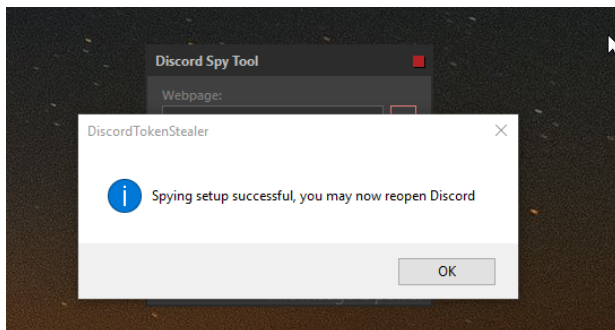 Discord Spy Tool
Webpage:
DiscordTokenStealer
Spying setup successful, you may now reopen Discord
OK